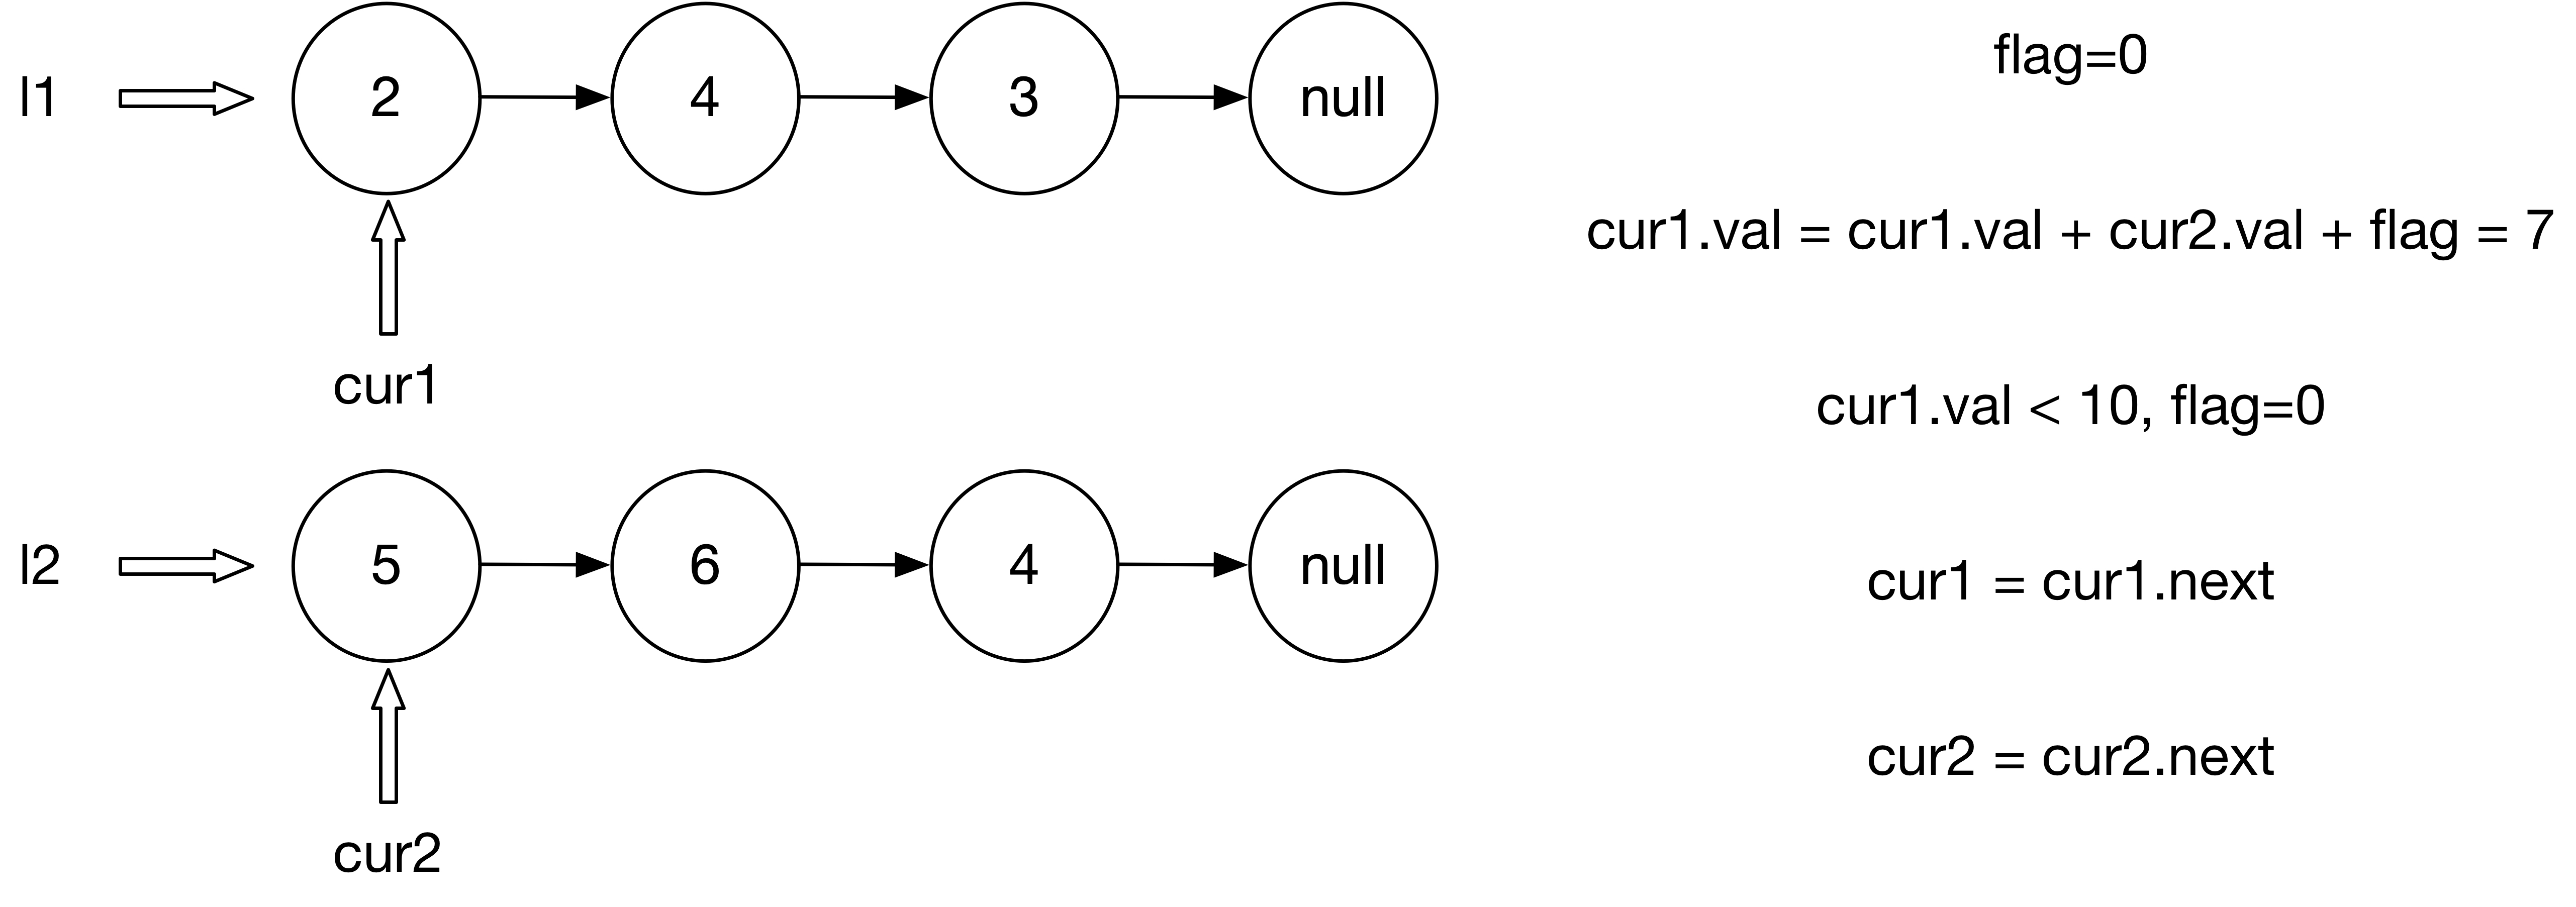 l1
2
4
3
null
cur1
l2
5
6
4
null
cur2
flag=0
cur1.val = cur1.val + cur2.val + flag = 7
cur1.val < 10, flag=0
cur1 = cur1.next
cur2 = cur2.next